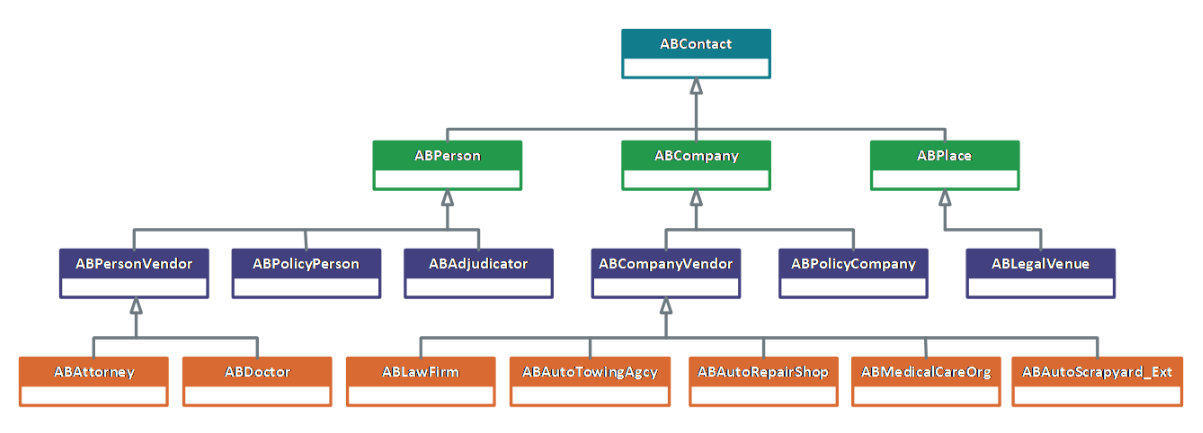 ABContact
ABPerson
ABCompany
ABPlace
ABPersonVendor
ABPolicyPerson
ABAdjudicator
ABCompanyVendor
ABPolicyCompany
ABLegalVenue
ABAttorney
ABDoctor
ABLawFirm
ABAutoTowingAgcy
ABAutoRepairShop
ABMedicalCareOrg
ABAutoScrapyard_Ext